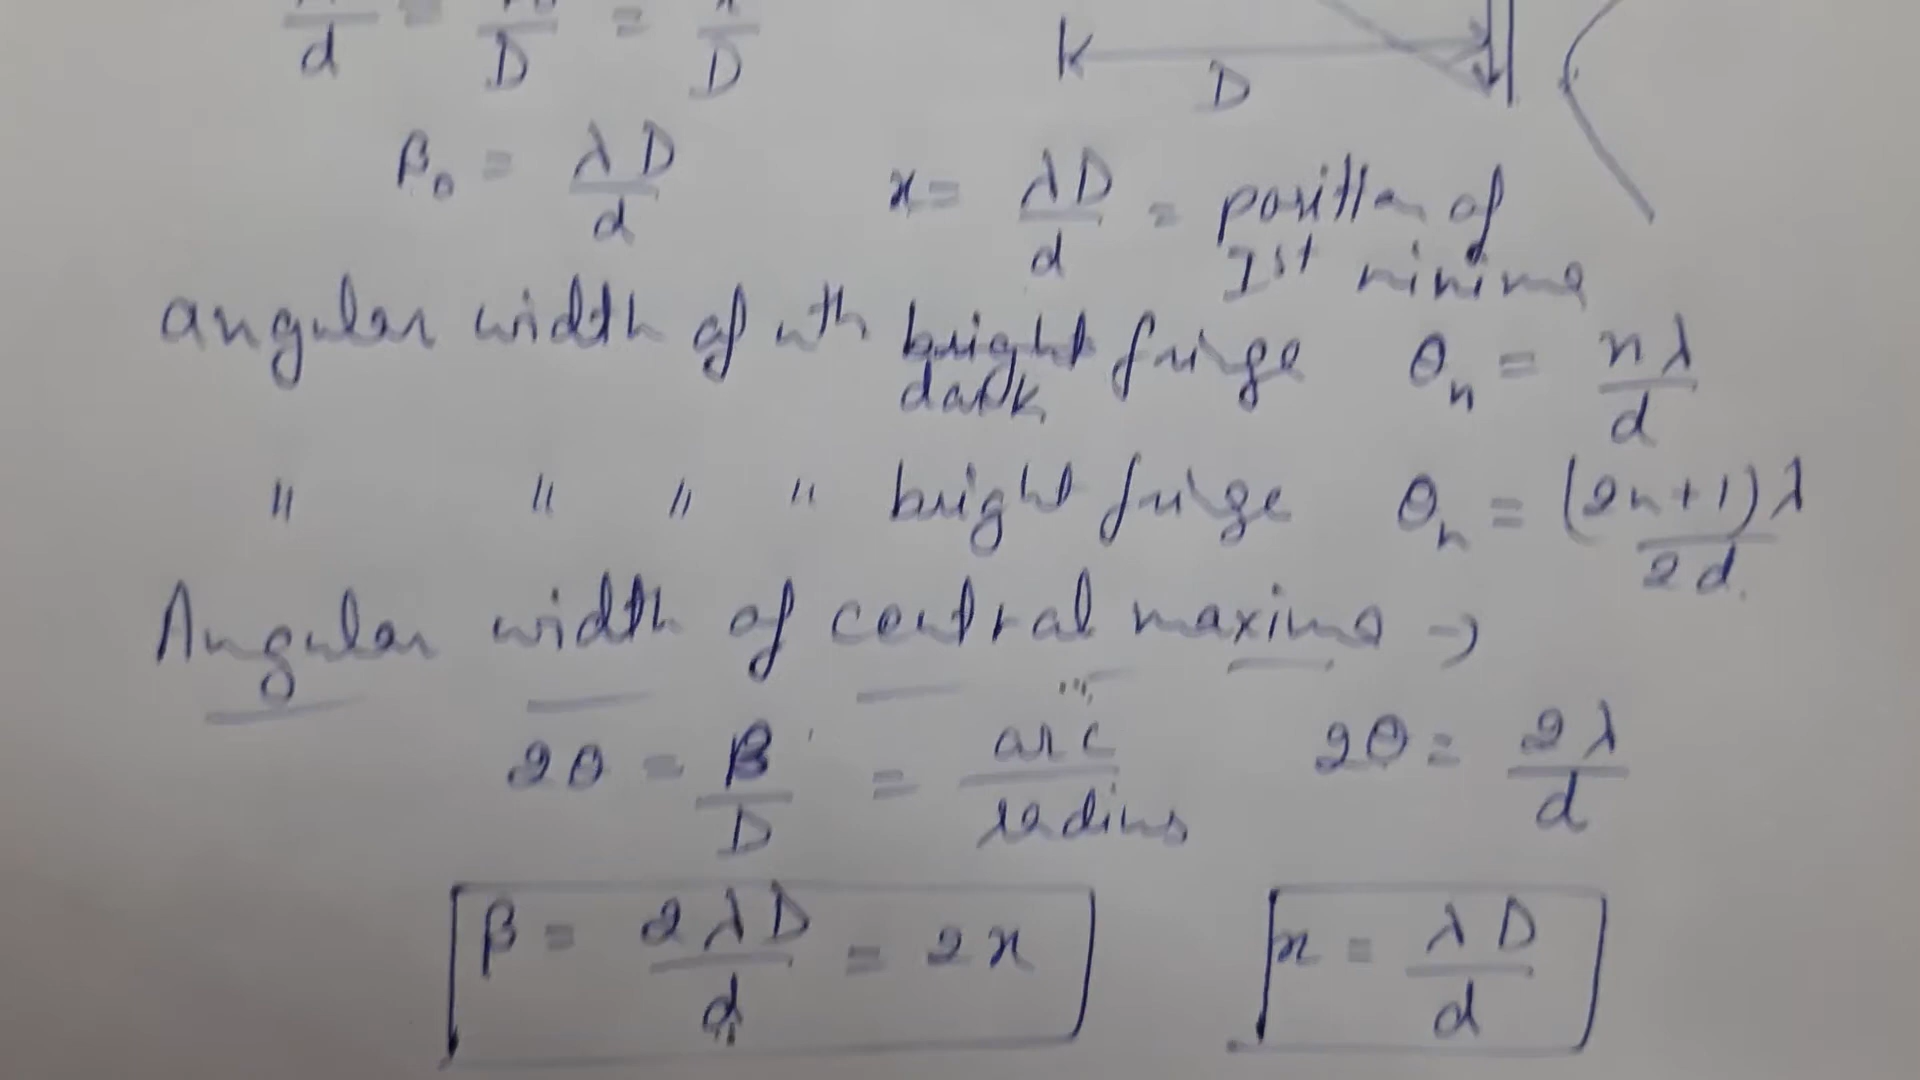 d = D = D
K D
β₀ = λD/d
x = λD/d = position of
1st minima
angular width of nth bright fringe θn = nλ/d
dark
" " " " bright fringe θn = (2n+1)λ/2d.
Angular width of central maxima →
2θ = β/D = arc/radius 2θ = 2λ/d
β = 2λD/d = 2x x = λD/d